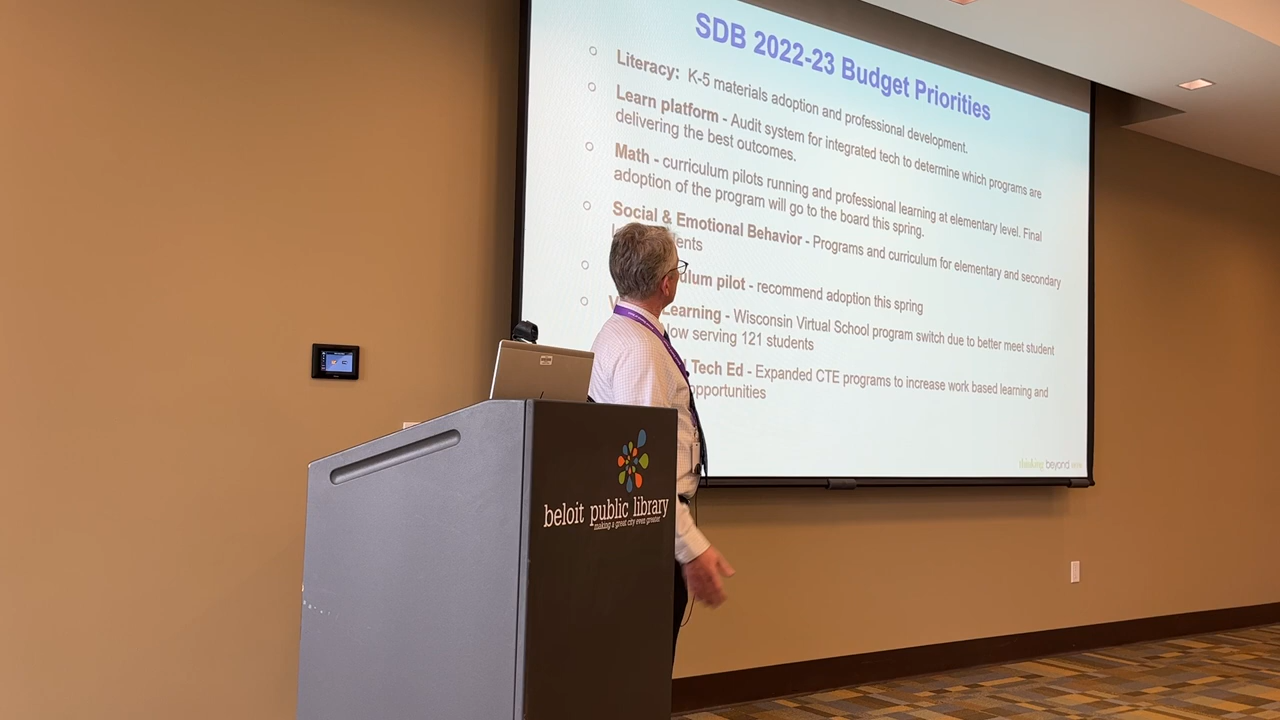 SDB 2022-23 Budget Priorities
Literacy: K-5 materials adoption and professional development.
Learn platform - Audit system for integrated tech to determine which programs are
delivering the best outcomes.
Math - curriculum pilots running and professional learning at elementary level. Final
adoption of the program will go to the board this spring.
Social & Emotional Behavior - Programs and curriculum for elementary and secondary
pilot - recommend adoption this spring
Learning - Wisconsin Virtual School program switch due to better meet student
serving 121 students
Tech Ed - Expanded CTE programs to increase work based learning and
opportunities
thinking beyond
beloit public library
making a great city even greater